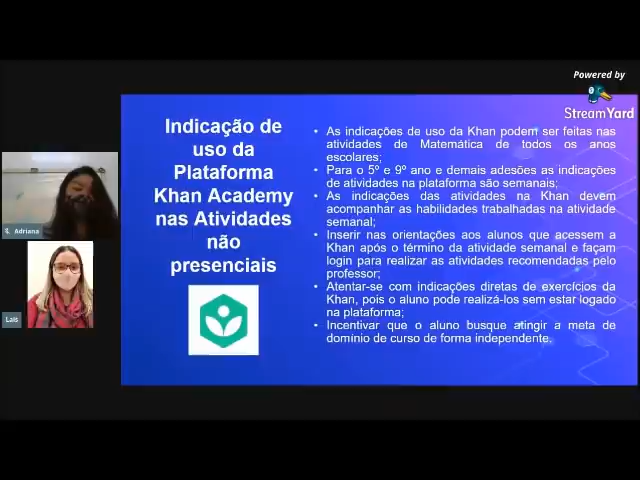 Powered by
StreamYard
Indicação de
uso da
Plataforma
Khan Academy
nas Atividades
não
presenciais
• As indicações de uso da Khan podem ser feitas nas
atividades de Matemática de todos os anos
escolares;
• Para o 5º e 9º ano e demais adesões as indicações
de atividades na plataforma são semanais;
• As indicações das atividades na Khan devem
acompanhar as habilidades trabalhadas na atividade
semanal;
• Inserir nas orientações aos alunos que acessem a
Khan após o término da atividade semanal e façam
login para realizar as atividades recomendadas pelo
professor;
• Atentar-se com indicações diretas de exercícios da
Khan, pois o aluno pode realizá-los sem estar logado
na plataforma;
• Incentivar que o aluno busque atingir a meta de
domínio de curso de forma independente.
Adriana
Lais